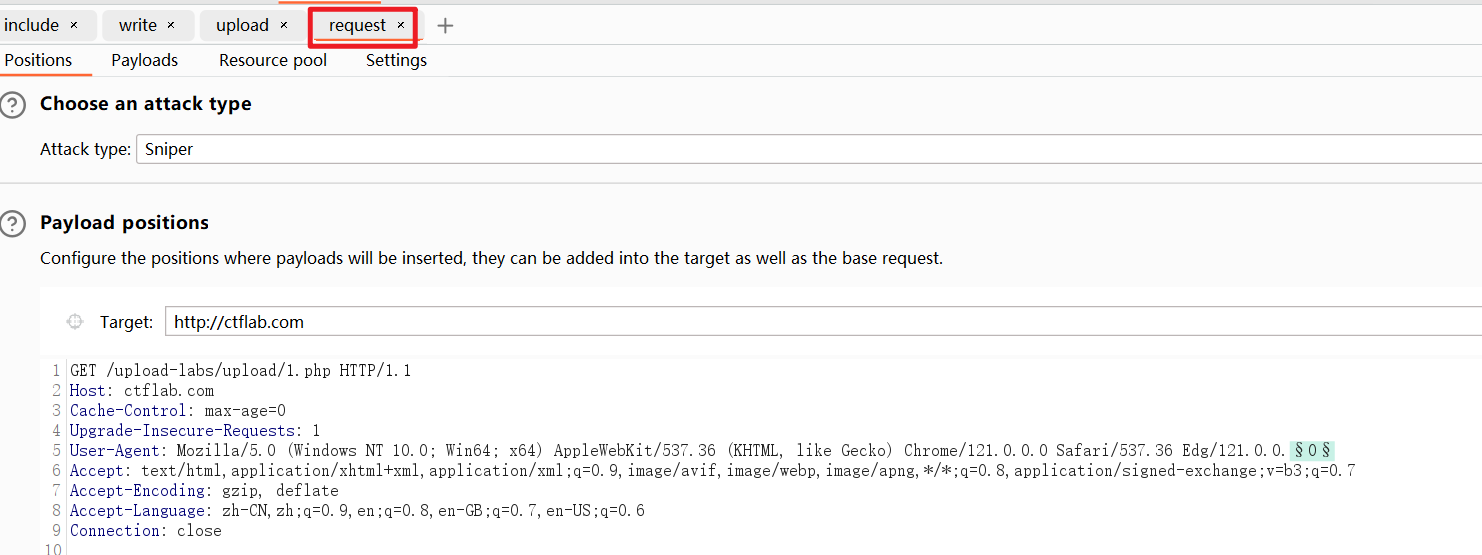 include × write × upload × request × +
Positions Payloads Resource pool Settings
? Choose an attack type
Attack type: Sniper
? Payload positions
Configure the positions where payloads will be inserted, they can be added into the target as well as the base request.
Target: http://ctflab.com
1 GET /upload-labs/upload/1.php HTTP/1.1
2 Host: ctflab.com
3 Cache-Control: max-age=0
4 Upgrade-Insecure-Requests: 1
5 User-Agent: Mozilla/5.0 (Windows NT 10.0; Win64; x64) AppleWebKit/537.36 (KHTML, like Gecko) Chrome/121.0.0.0 Safari/537.36 Edg/121.0.0.§0§
6 Accept: text/html,application/xhtml+xml,application/xml;q=0.9,image/avif,image/webp,image/apng,*/*;q=0.8,application/signed-exchange;v=b3;q=0.7
7 Accept-Encoding: gzip, deflate
8 Accept-Language: zh-CN,zh;q=0.9,en;q=0.8,en-GB;q=0.7,en-US;q=0.6
9 Connection: close
10